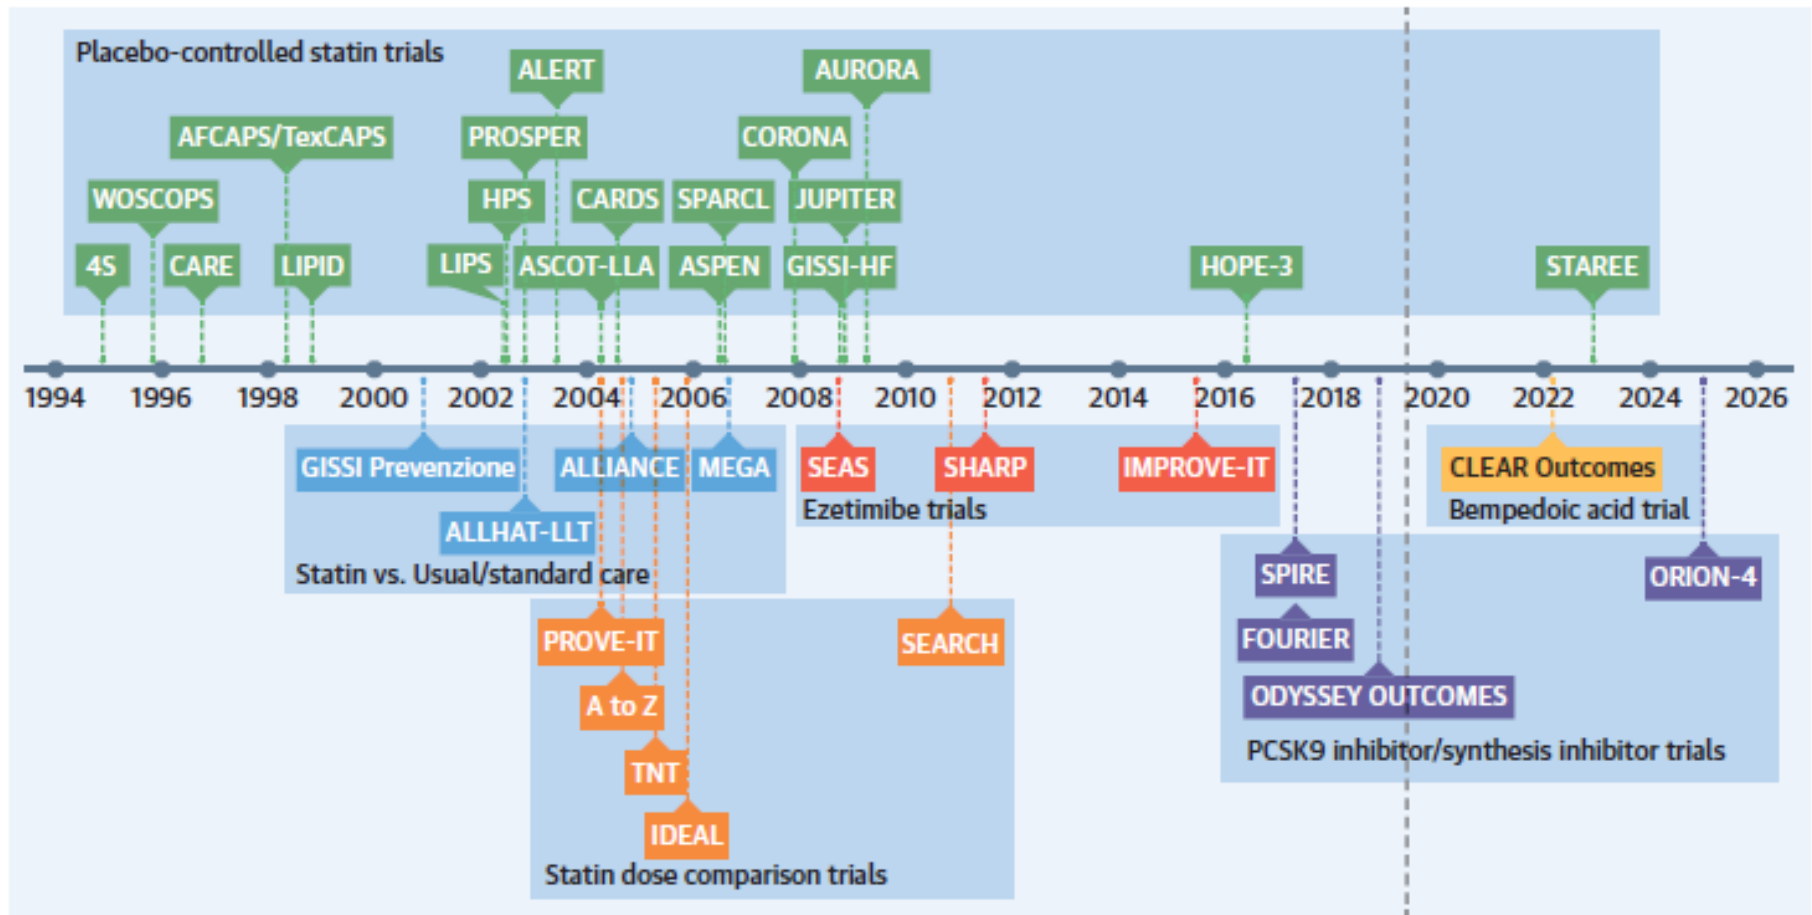 Placebo-controlled statin trials
ALERT
AURORA
AFCAPS/TexCAPS
PROSPER
CORONA
WOSCOPS
HPS
CARDS
SPARCL
JUPITER
4S
CARE
LIPID
LIPS
ASCOT-LLA
ASPEN
GISSI-HF
HOPE-3
STAREE
1994 1996 1998 2000 2002 2004 2006 2008 2010 2012 2014 2016 2018 2020 2022 2024 2026
GISSI Prevenzione
ALLIANCE
MEGA
SEAS
SHARP
IMPROVE-IT
CLEAR Outcomes
Ezetimibe trials
Bempedoic acid trial
ALLHAT-LLT
Statin vs. Usual/standard care
SPIRE
ORION-4
PROVE-IT
SEARCH
FOURIER
A to Z
ODYSSEY OUTCOMES
PCSK9 inhibitor/synthesis inhibitor trials
TNT
IDEAL
Statin dose comparison trials